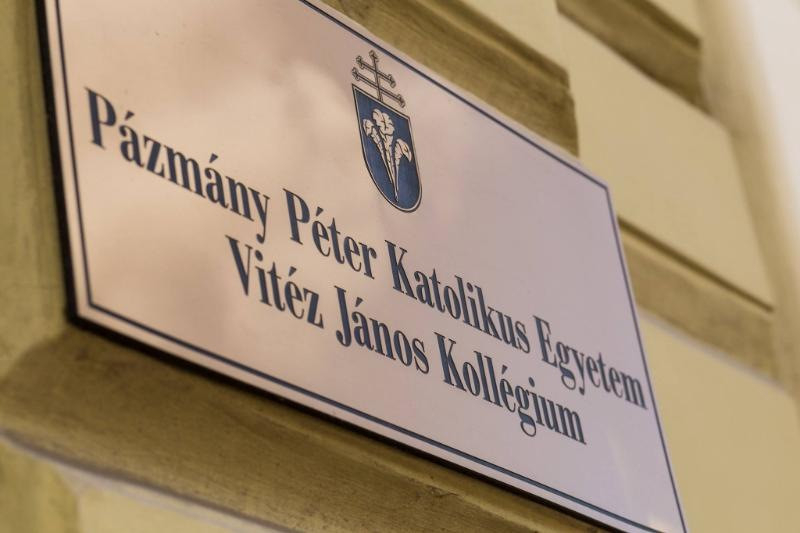 Pázmány Péter Katolikus Egyetem
Vitéz János Kollégium